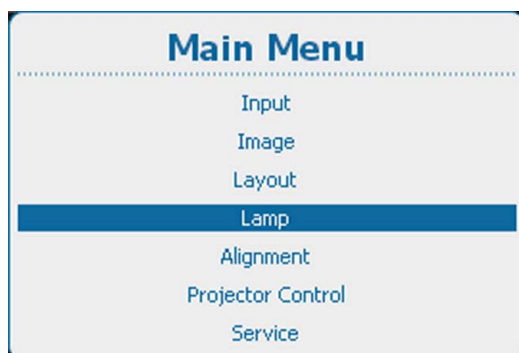 Main Menu
Input
Image
Layout
Lamp
Alignment
Projector Control
Service